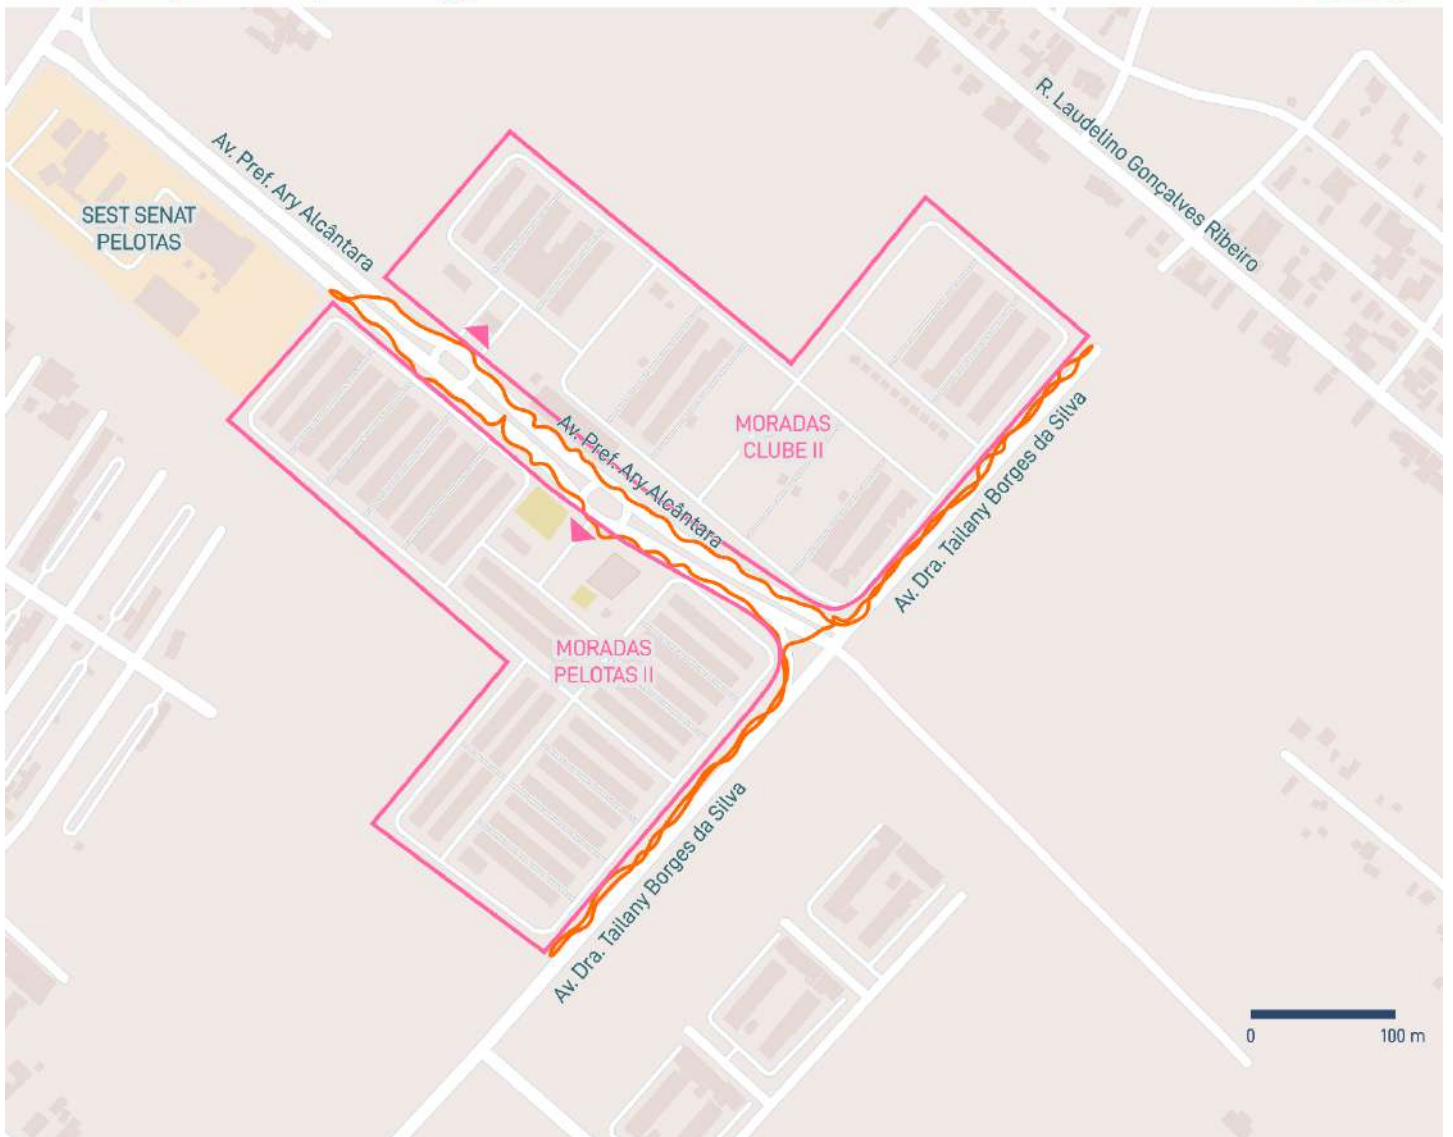 R. Laudelino Gonçalves Ribeiro
Av. Pref. Ary Alcântara
SEST SENAT
PELOTAS
MORADAS
CLUBE II
Av. Pref. Ary Alcântara
Av. Dra. Tailany Borges da Silva
MORADAS
PELOTAS II
Av. Dra. Tailany Borges da Silva
0 100 m